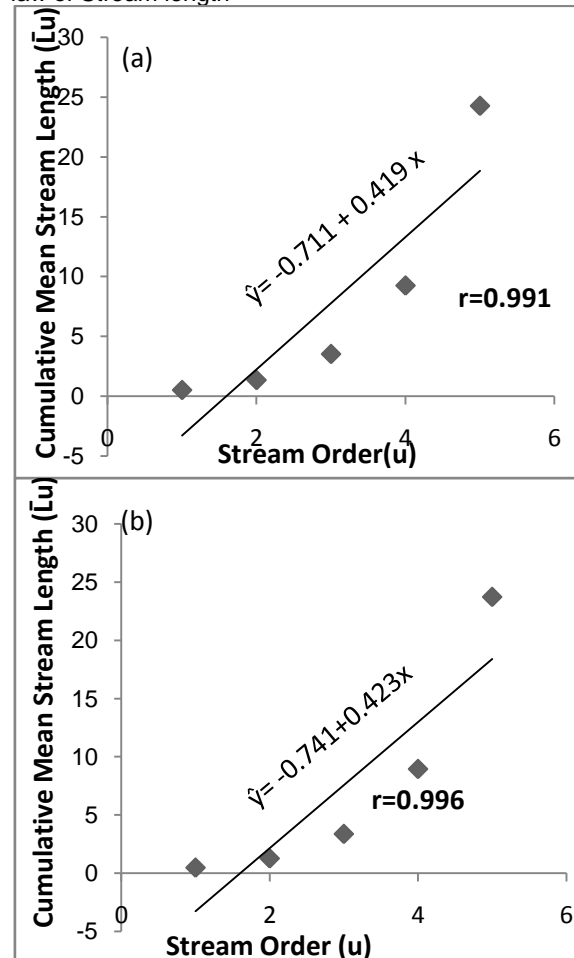 law of Stream length
(a)
Cumulative Mean Stream Length (L̄u)
30
25
20
15
10
5
0
-5
ŷ= -0.711 + 0.419 x
r=0.991
0
2
4
6
Stream Order(u)
(b)
Cumulative Mean Stream Length (L̄u)
30
25
20
15
10
5
0
-5
ŷ= -0.741+0.423x
r=0.996
0
2
4
6
Stream Order (u)